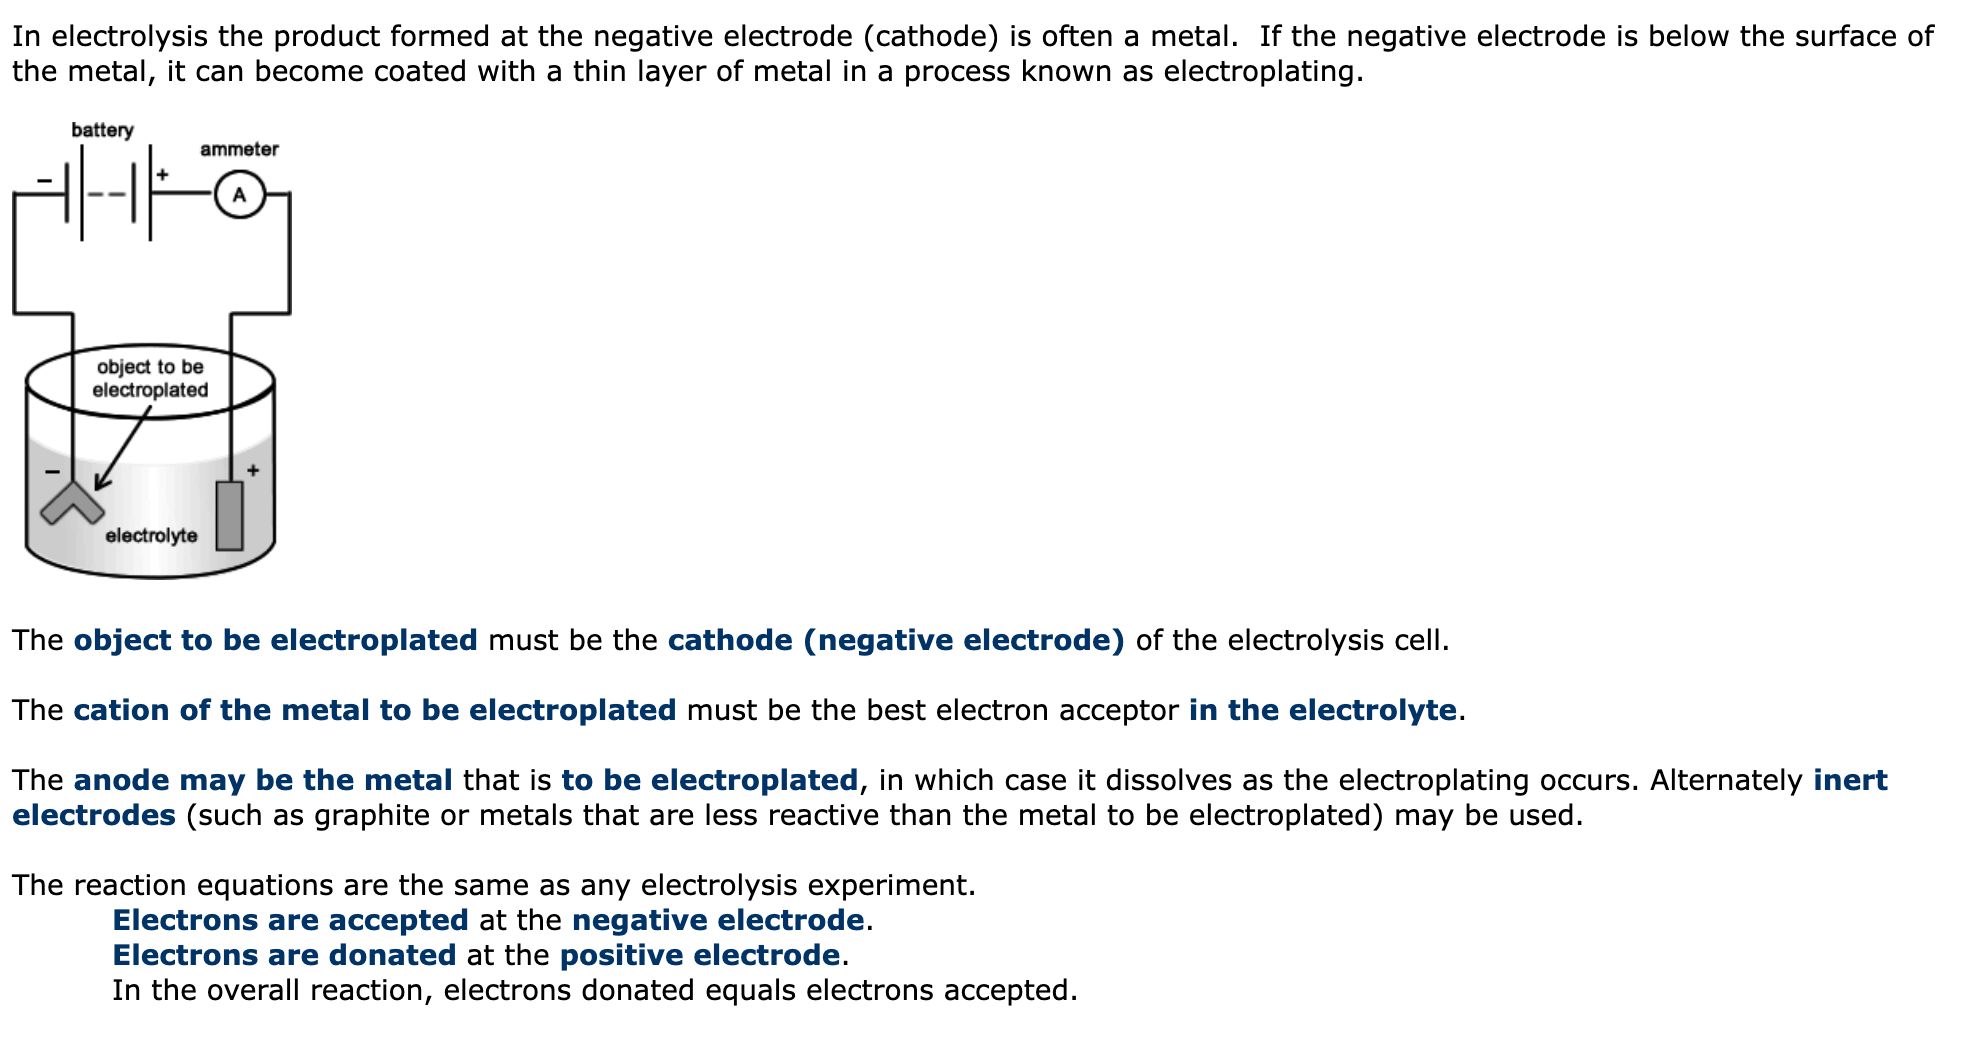 In electrolysis the product formed at the negative electrode (cathode) is often a metal.  If the negative electrode is below the surface of
the metal, it can become coated with a thin layer of metal in a process known as electroplating.
battery
ammeter
− +
A
object to be
electroplated
− +
electrolyte
The object to be electroplated must be the cathode (negative electrode) of the electrolysis cell.
The cation of the metal to be electroplated must be the best electron acceptor in the electrolyte.
The anode may be the metal that is to be electroplated, in which case it dissolves as the electroplating occurs. Alternately inert
electrodes (such as graphite or metals that are less reactive than the metal to be electroplated) may be used.
The reaction equations are the same as any electrolysis experiment.
Electrons are accepted at the negative electrode.
Electrons are donated at the positive electrode.
In the overall reaction, electrons donated equals electrons accepted.